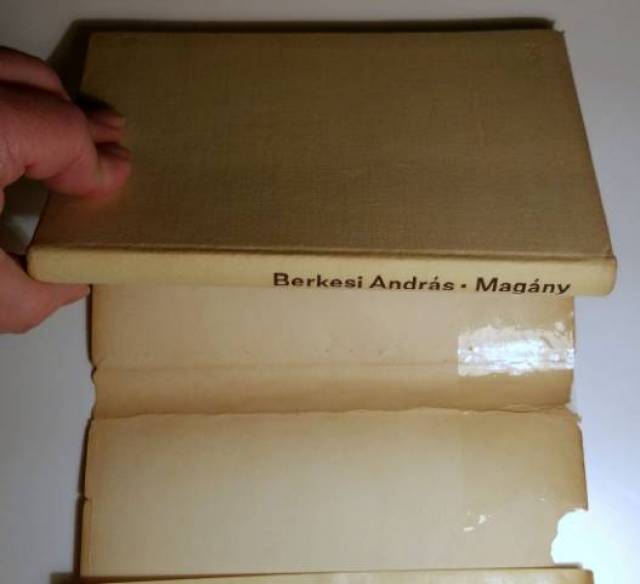 Berkesi András · Magány